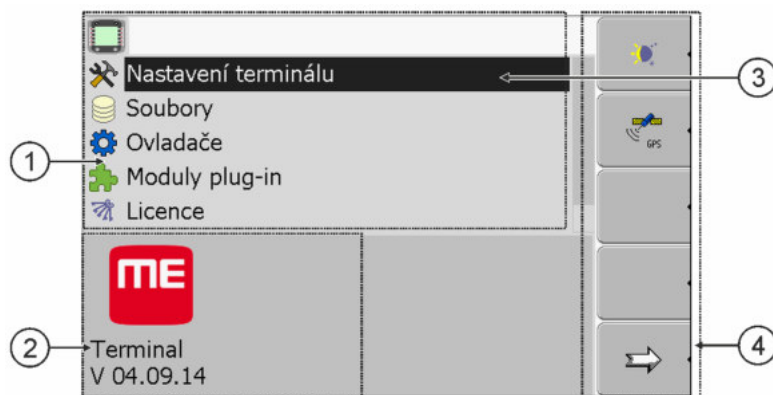 Nastavení terminálu
3
Soubory
Ovladače
1
GPS
Moduly plug-in
Licence
ME
2
Terminal
4
V 04.09.14